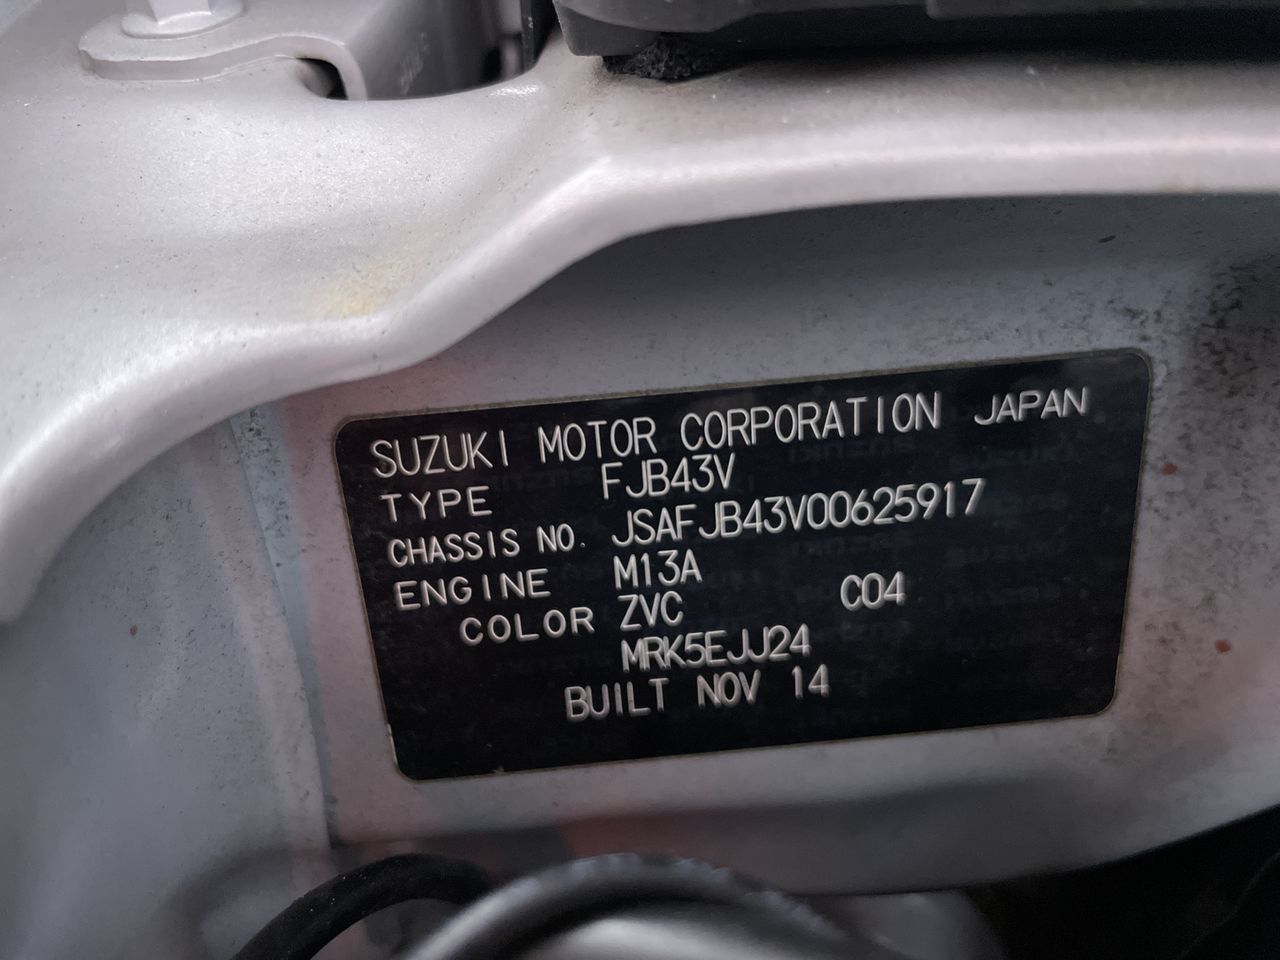 SUZUKI MOTOR CORPORATION JAPAN
TYPE FJB43V
CHASSIS NO. JSAFJB43V00625917
ENGINE M13A
COLOR ZVC C04
MRK5EJJ24
BUILT NOV 14